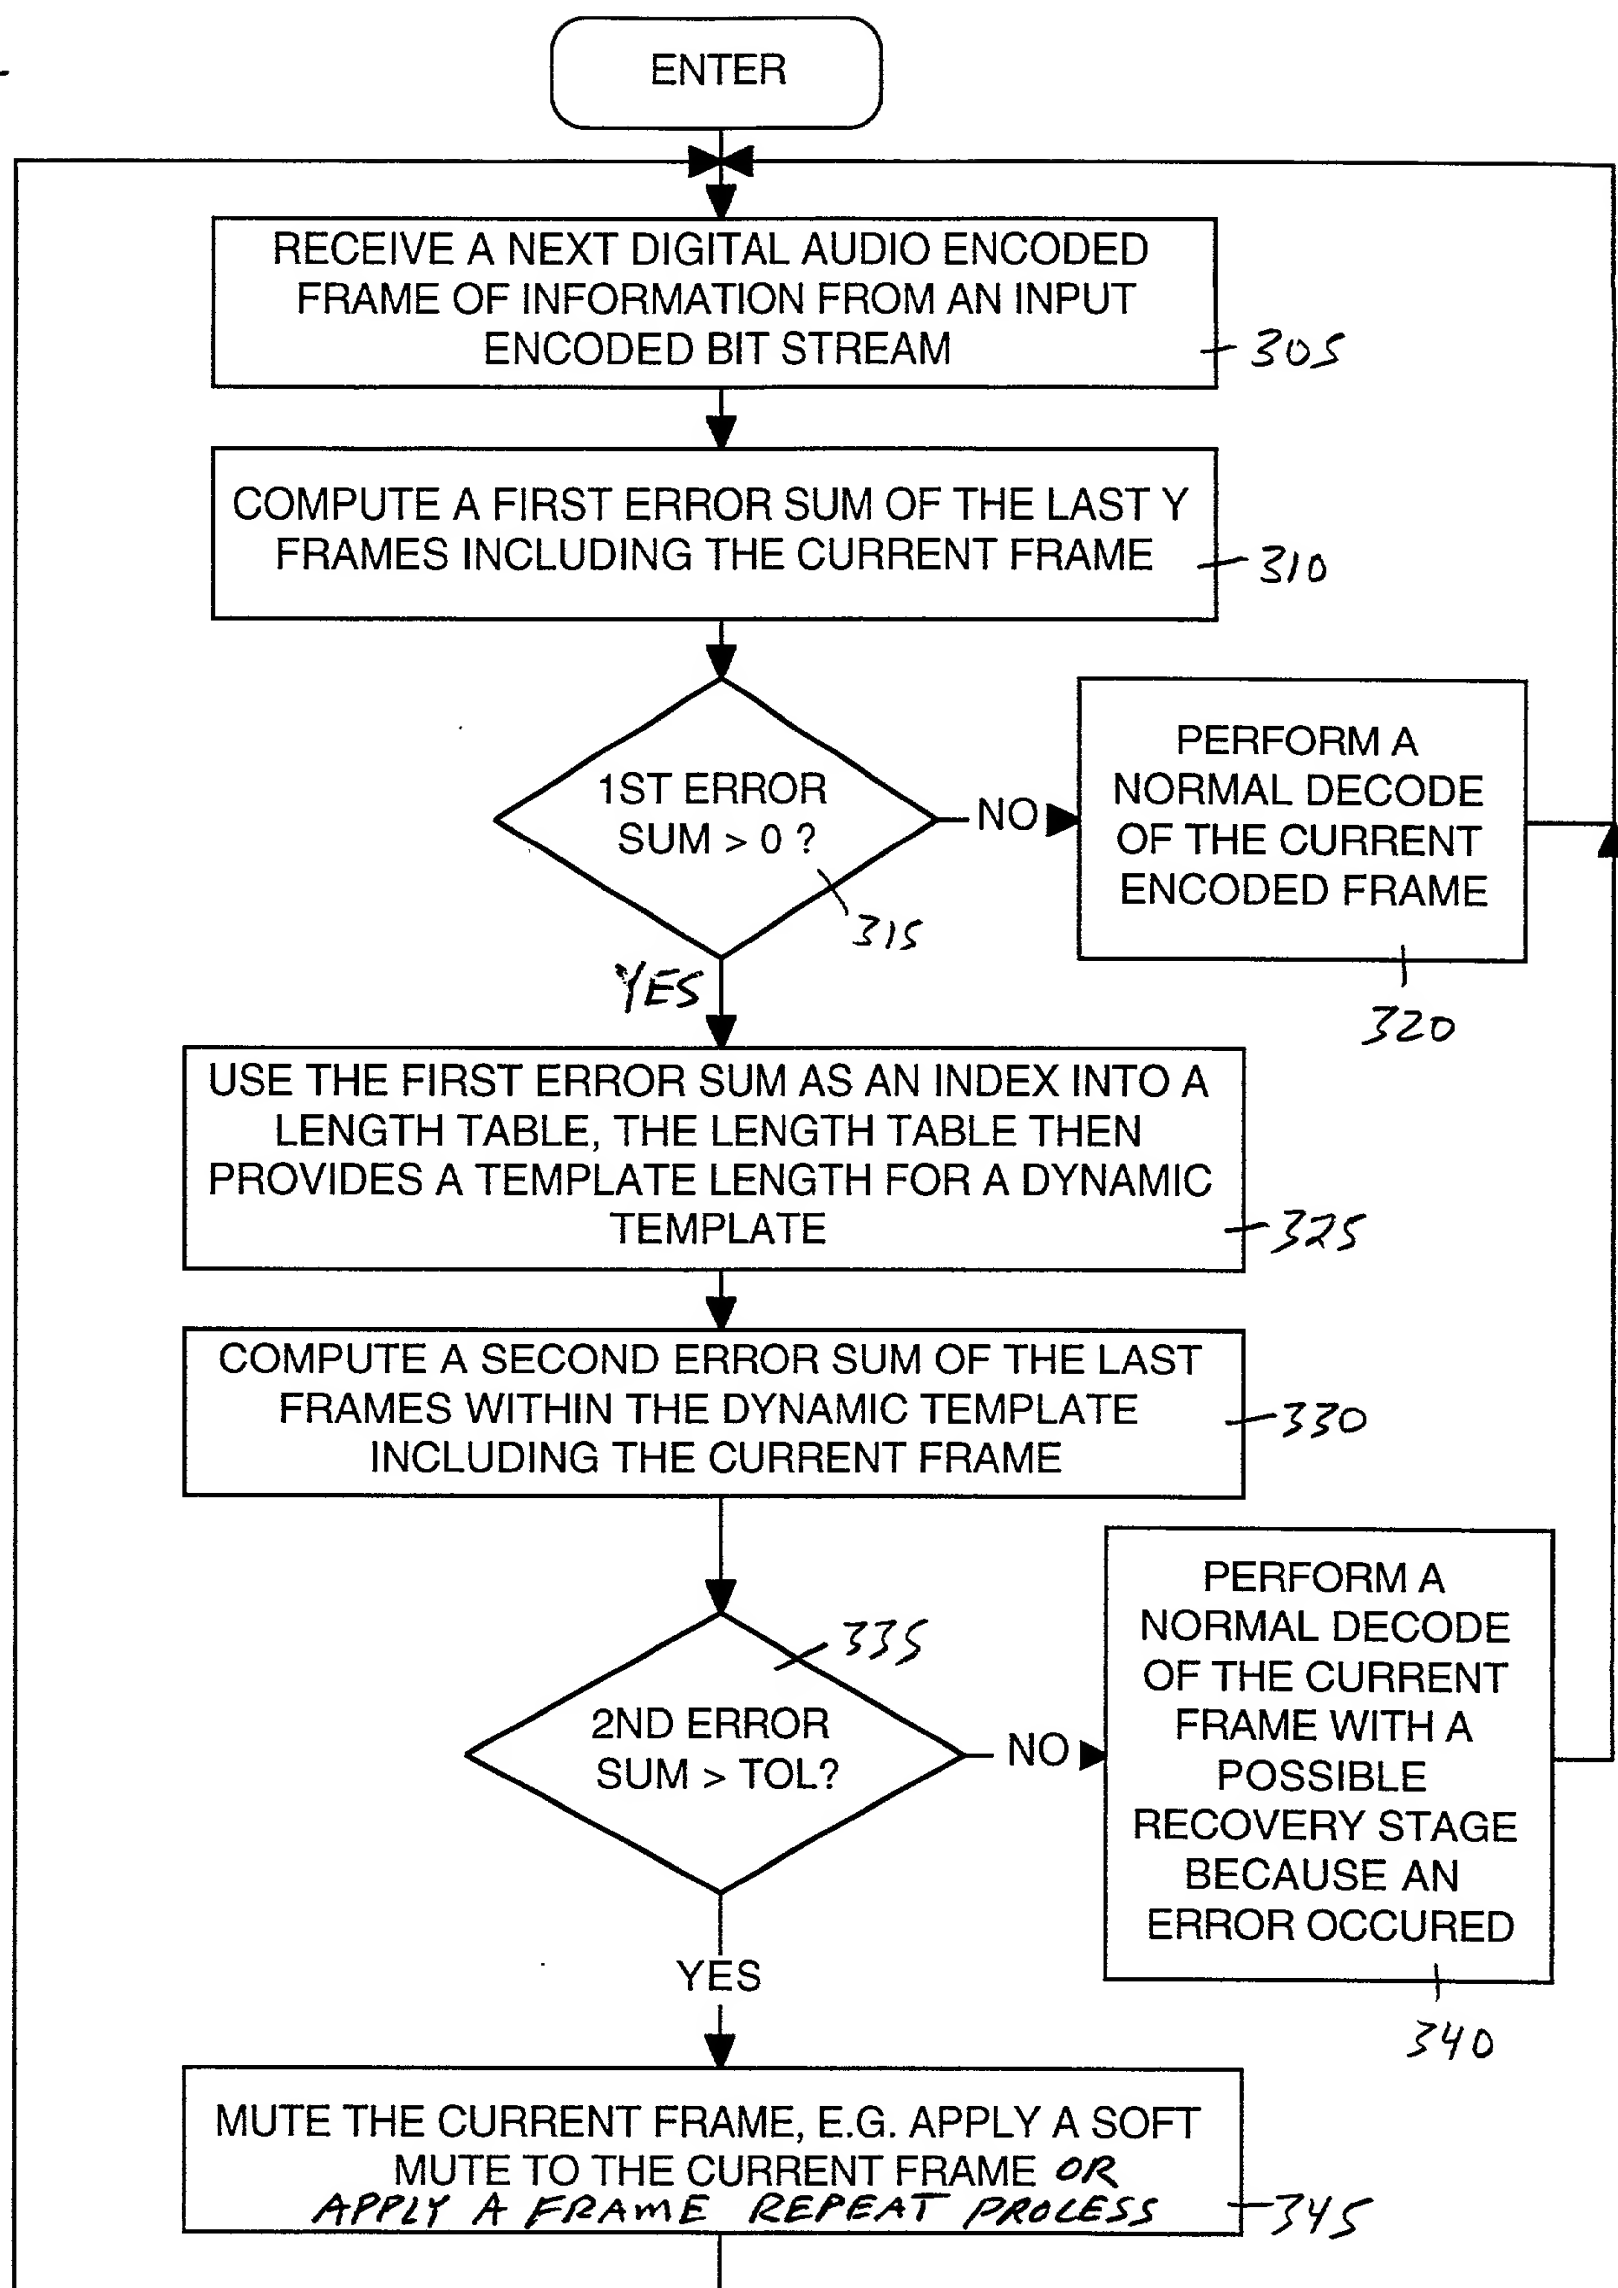 ENTER
RECEIVE A NEXT DIGITAL AUDIO ENCODED
FRAME OF INFORMATION FROM AN INPUT
ENCODED BIT STREAM
305
COMPUTE A FIRST ERROR SUM OF THE LAST Y
FRAMES INCLUDING THE CURRENT FRAME
310
1ST ERROR
SUM > 0 ?
315
NO
PERFORM A
NORMAL DECODE
OF THE CURRENT
ENCODED FRAME
320
YES
USE THE FIRST ERROR SUM AS AN INDEX INTO A
LENGTH TABLE, THE LENGTH TABLE THEN
PROVIDES A TEMPLATE LENGTH FOR A DYNAMIC
TEMPLATE
325
COMPUTE A SECOND ERROR SUM OF THE LAST
FRAMES WITHIN THE DYNAMIC TEMPLATE
INCLUDING THE CURRENT FRAME
330
335
2ND ERROR
SUM > TOL?
NO
PERFORM A
NORMAL DECODE
OF THE CURRENT
FRAME WITH A
POSSIBLE
RECOVERY STAGE
BECAUSE AN
ERROR OCCURED
340
YES
MUTE THE CURRENT FRAME, E.G. APPLY A SOFT
MUTE TO THE CURRENT FRAME OR
APPLY A FRAME REPEAT PROCESS
345